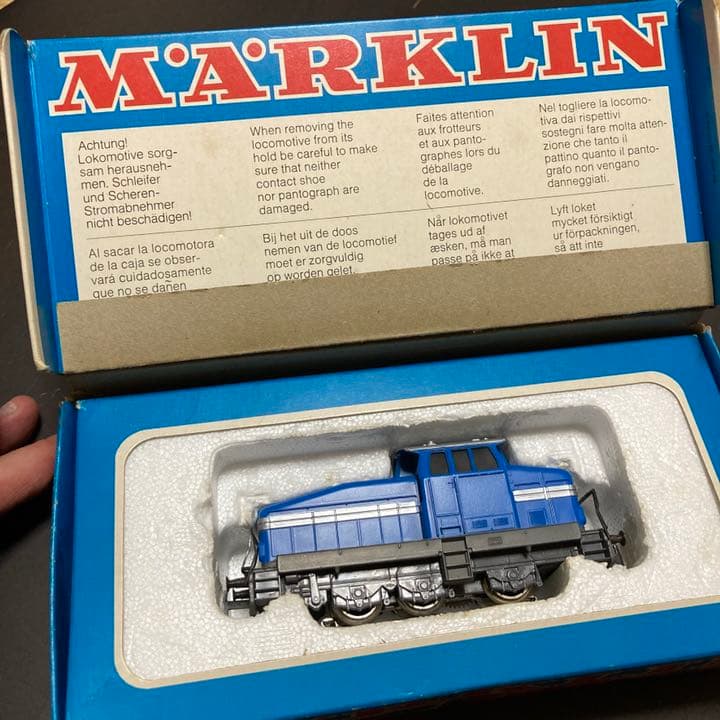 MÄRKLIN
Achtung!
Lokomotive sorg-
sam herausneh-
men. Schleifer
und Scheren-
Stromabnehmer
nicht beschädigen!
When removing the
locomotive from its
hold be careful to make
sure that neither
contact shoe
nor pantograph are
damaged.
Faites attention
aux frotteurs
et aux panto-
graphes lors du
déballage
de la
locomotive.
Nel togliere la locomo-
tiva dai rispettivi
sostegni fare molta atten-
zione che tanto il
pattino quanto il panto-
grafo non vengano
danneggiati.
Al sacar la locomotora
de la caja se obser-
vará cuidadosamente
que no se dañen
Bij het uit de doos
nemen van de locomotief
moet er zorgvuldig
op worden gelet,
Når lokomotivet
tages ud af
æsken, må man
passe på ikke at
Lyft loket
mycket försiktigt
ur förpackningen,
så att inte